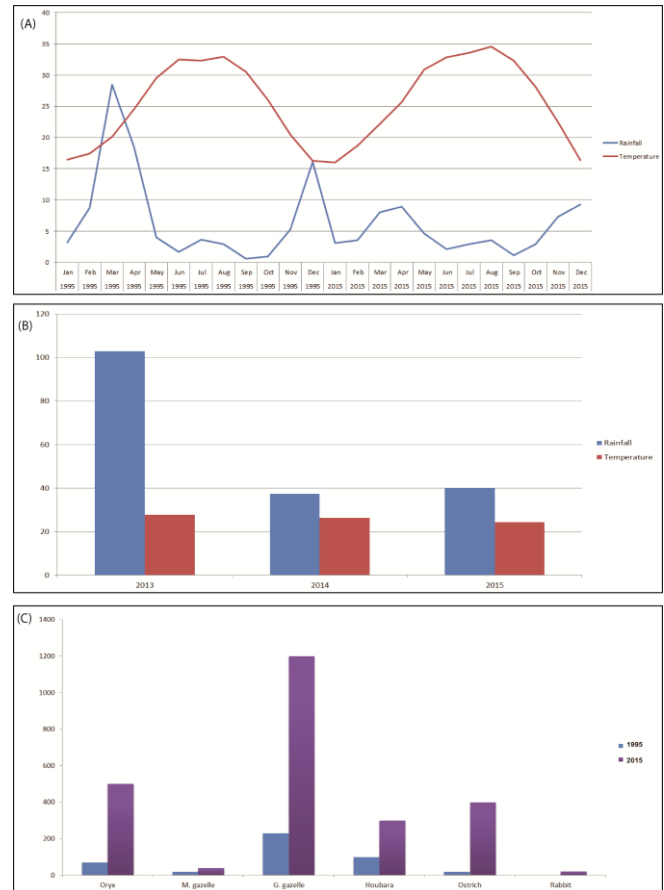 (A)
40
35
30
25
20
15
10
5
0
Rainfall
Temperature
Jan Feb Mar Apr May Jun Jul Aug Sep Oct Nov Dec Jan Feb Mar Apr May Jun Jul Aug Sep Oct Nov Dec
1995 1995 1995 1995 1995 1995 1995 1995 1995 1995 1995 1995 2015 2015 2015 2015 2015 2015 2015 2015 2015 2015 2015 2015
(B)
120
100
80
60
40
20
0
Rainfall
Temperature
2013 2014 2015
(C)
1400
1200
1000
800
600
400
200
0
1995
2015
Oryx M. gazelle G. gazelle Houbara Ostrich Rabbit